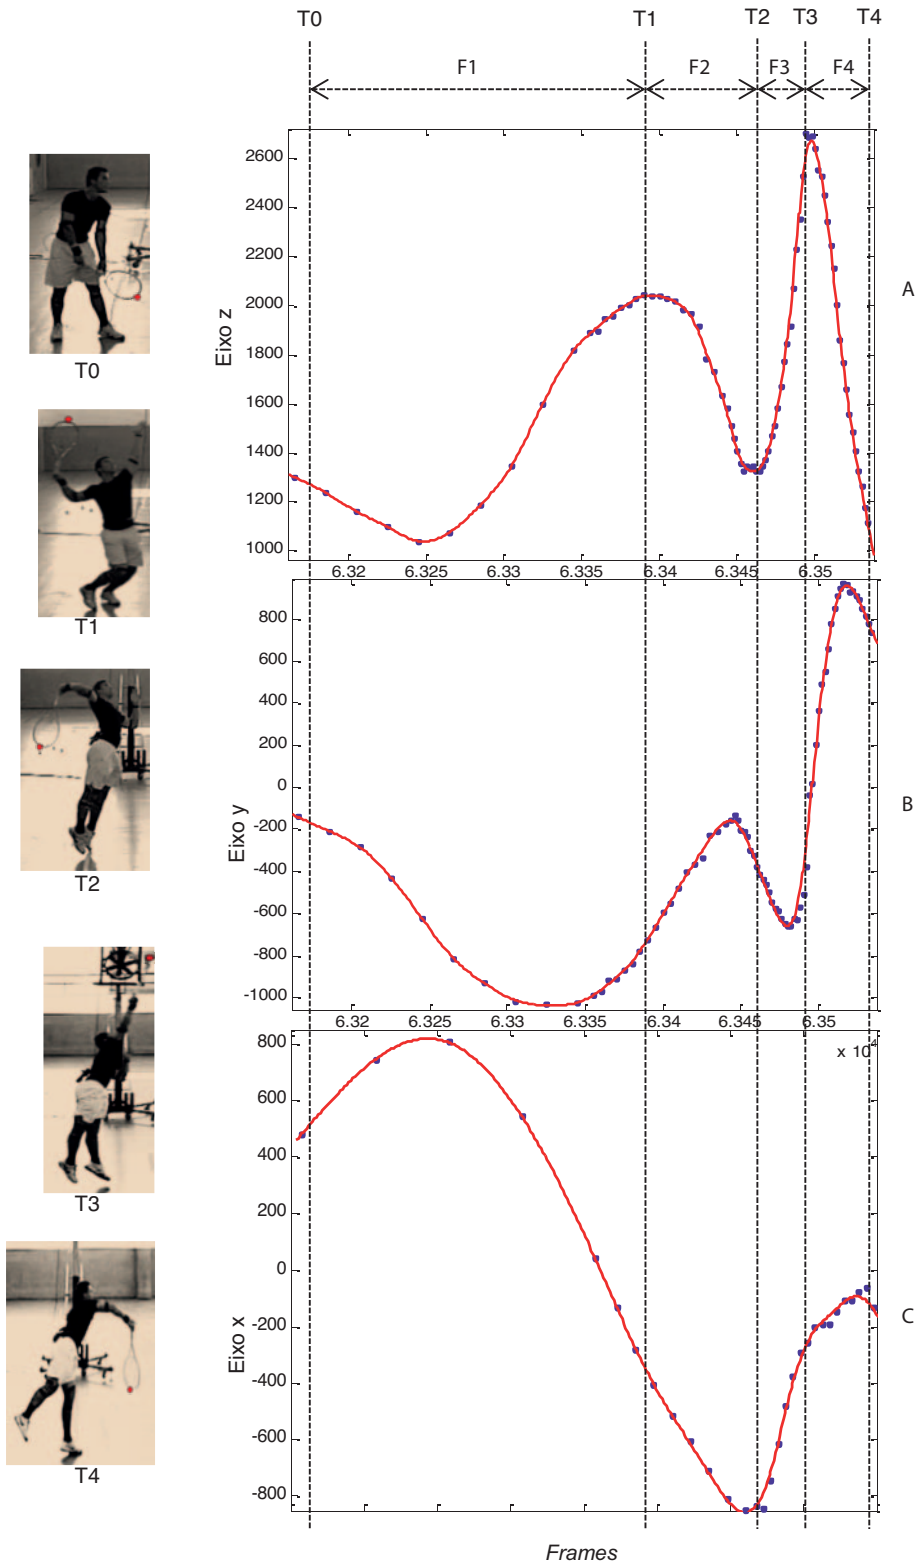 T0 T1 T2 T3 T4
F1 F2 F3 F4
2600
2400
2200
2000
1800
1600
1400
1200
1000
Eixo z
A
6.32 6.325 6.33 6.335 6.34 6.345 6.35
T0
T1
800
600
400
200
0
-200
-400
-600
-800
-1000
Eixo y
B
6.32 6.325 6.33 6.335 6.34 6.345 6.35
x 10⁴
T2
T3
800
600
400
200
0
-200
-400
-600
-800
Eixo x
C
T4
Frames